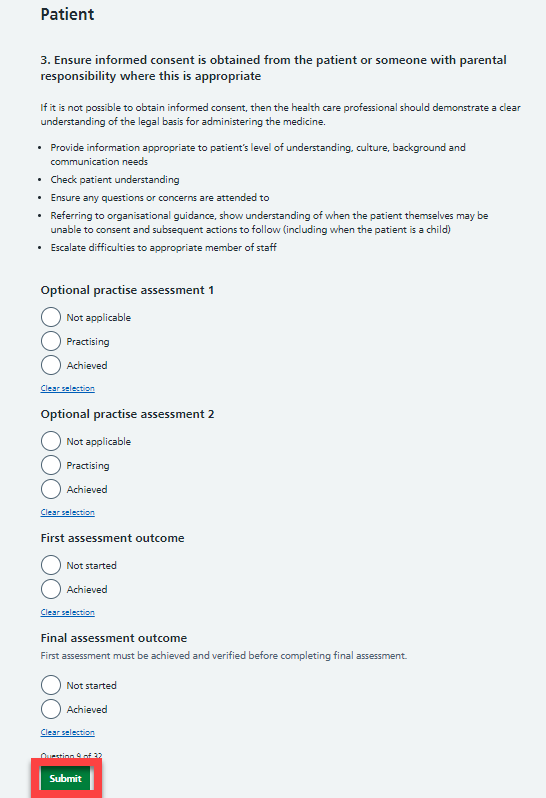 Patient
3. Ensure informed consent is obtained from the patient or someone with parental
responsibility where this is appropriate
If it is not possible to obtain informed consent, then the health care professional should demonstrate a clear
understanding of the legal basis for administering the medicine.
• Provide information appropriate to patient's level of understanding, culture, background and
communication needs
• Check patient understanding
• Ensure any questions or concerns are attended to
• Referring to organisational guidance, show understanding of when the patient themselves may be
unable to consent and subsequent actions to follow (including when the patient is a child)
• Escalate difficulties to appropriate member of staff
Optional practise assessment 1
Not applicable
Practising
Achieved
Clear selection
Optional practise assessment 2
Not applicable
Practising
Achieved
Clear selection
First assessment outcome
Not started
Achieved
Clear selection
Final assessment outcome
First assessment must be achieved and verified before completing final assessment.
Not started
Achieved
Clear selection
Question 9 of 32
Submit